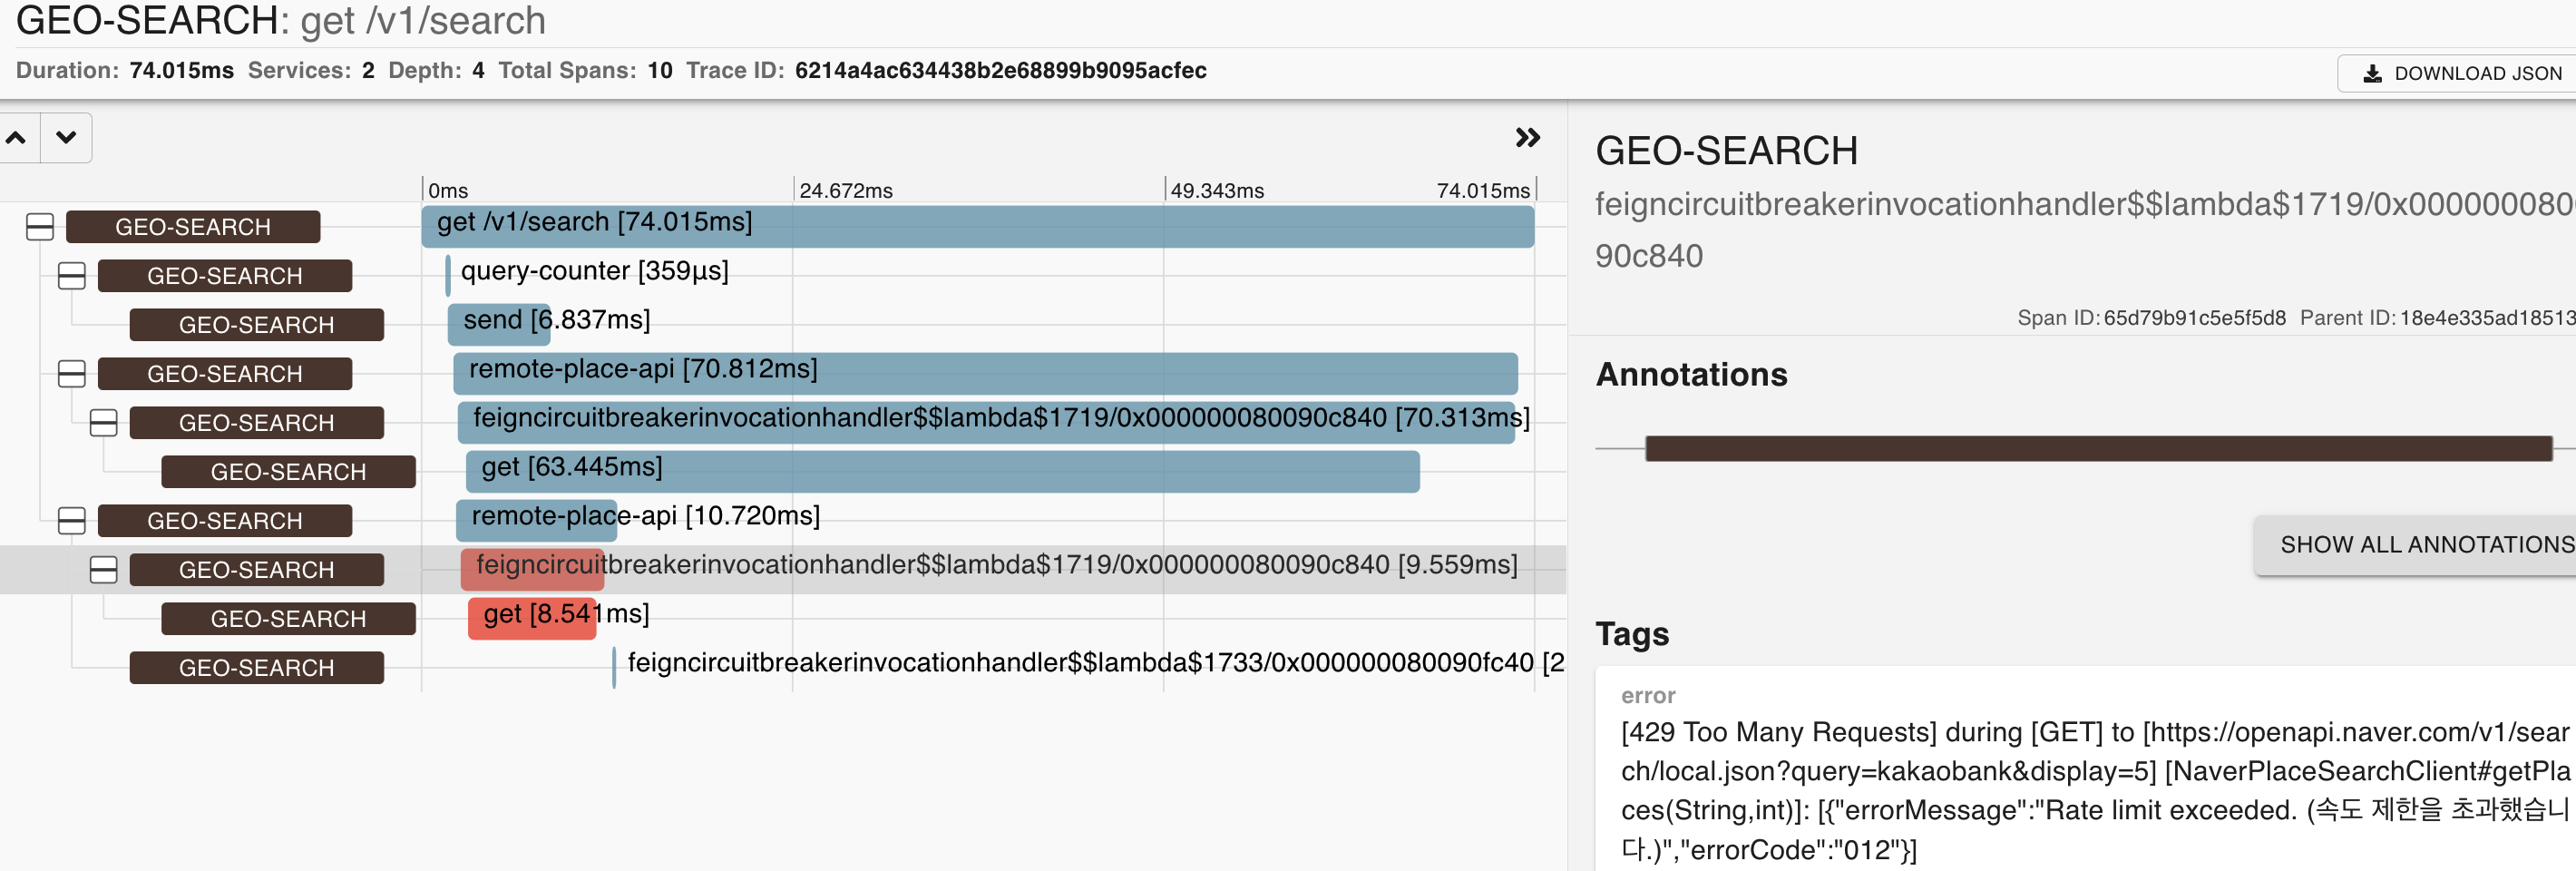 GEO-SEARCH: get /v1/search
Duration: 74.015ms Services: 2 Depth: 4 Total Spans: 10 Trace ID: 6214a4ac634438b2e68899b9095acfec
DOWNLOAD JSON
0ms 24.672ms 49.343ms 74.015ms
GEO-SEARCH get /v1/search [74.015ms]
GEO-SEARCH query-counter [359µs]
GEO-SEARCH send [6.837ms]
GEO-SEARCH remote-place-api [70.812ms]
GEO-SEARCH feigncircuitbreakerinvocationhandler$$lambda$1719/0x000000080090c840 [70.313ms]
GEO-SEARCH get [63.445ms]
GEO-SEARCH remote-place-api [10.720ms]
GEO-SEARCH feigncircuitbreakerinvocationhandler$$lambda$1719/0x000000080090c840 [9.559ms]
GEO-SEARCH get [8.541ms]
GEO-SEARCH feigncircuitbreakerinvocationhandler$$lambda$1733/0x000000080090fc40 [2
GEO-SEARCH
feigncircuitbreakerinvocationhandler$$lambda$1719/0x0000000800
90c840
Span ID: 65d79b91c5e5f5d8 Parent ID: 18e4e335ad18513
Annotations
SHOW ALL ANNOTATIONS
Tags
error
[429 Too Many Requests] during [GET] to [https://openapi.naver.com/v1/sear
ch/local.json?query=kakaobank&display=5] [NaverPlaceSearchClient#getPla
ces(String,int)]: [{"errorMessage":"Rate limit exceeded. (속도 제한을 초과했습니
다.)","errorCode":"012"}]